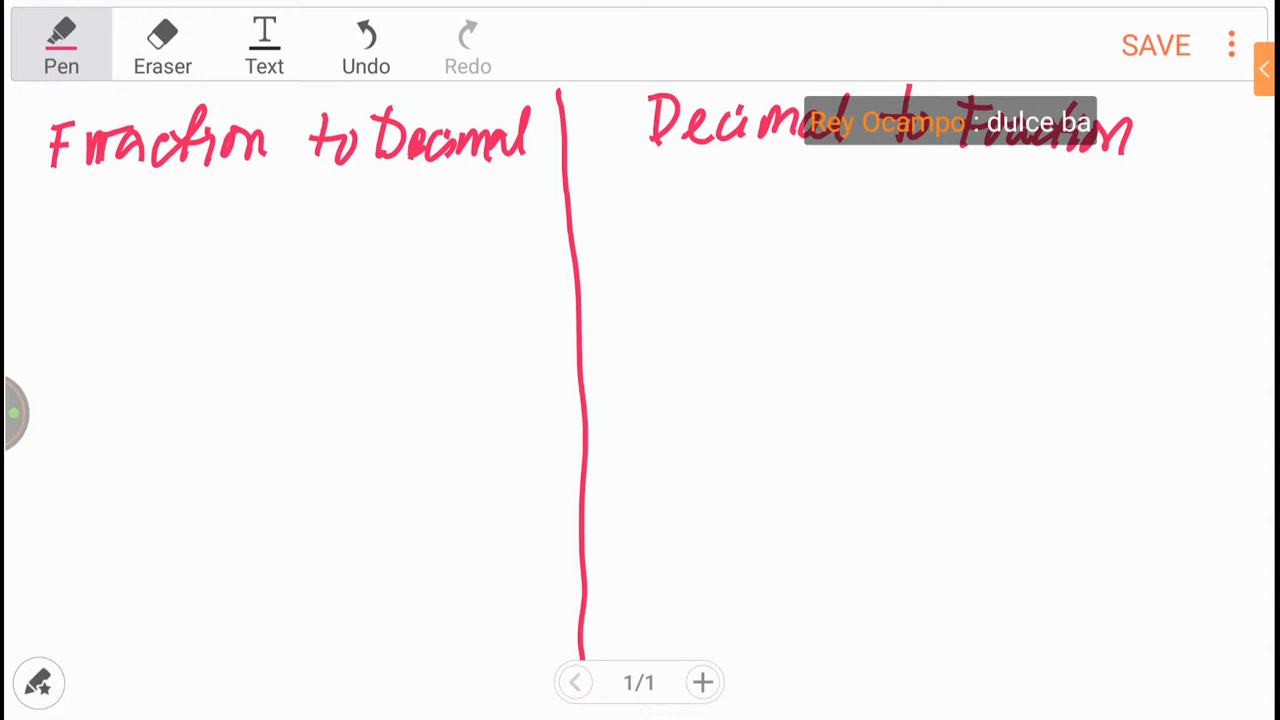 Pen Eraser Text Undo Redo SAVE
Fraction to Decimal
Decimal to Fraction
Rey Ocampo : dulce ba
1/1